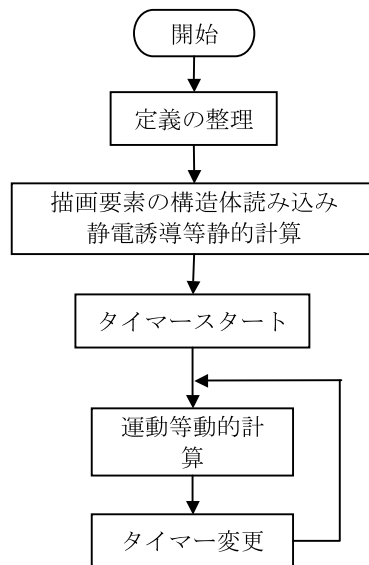 開始
定義の整理
描画要素の構造体読み込み
静電誘導等静的計算
タイマースタート
運動等動的計
算
タイマー変更